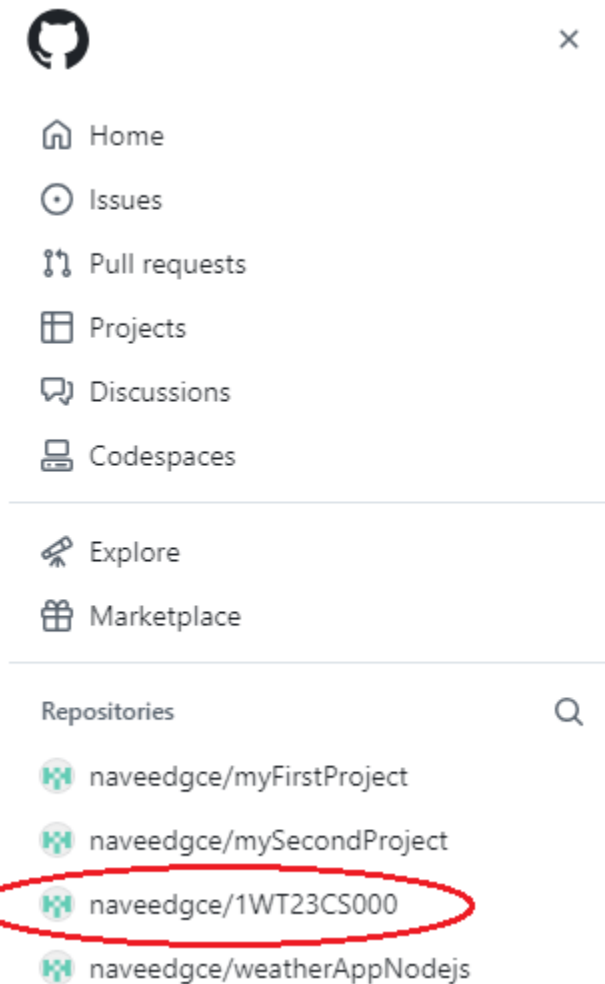 Home
Issues
Pull requests
Projects
Discussions
Codespaces
Explore
Marketplace
Repositories
naveedgce/myFirstProject
naveedgce/mySecondProject
naveedgce/1WT23CS000
naveedgce/weatherAppNodejs